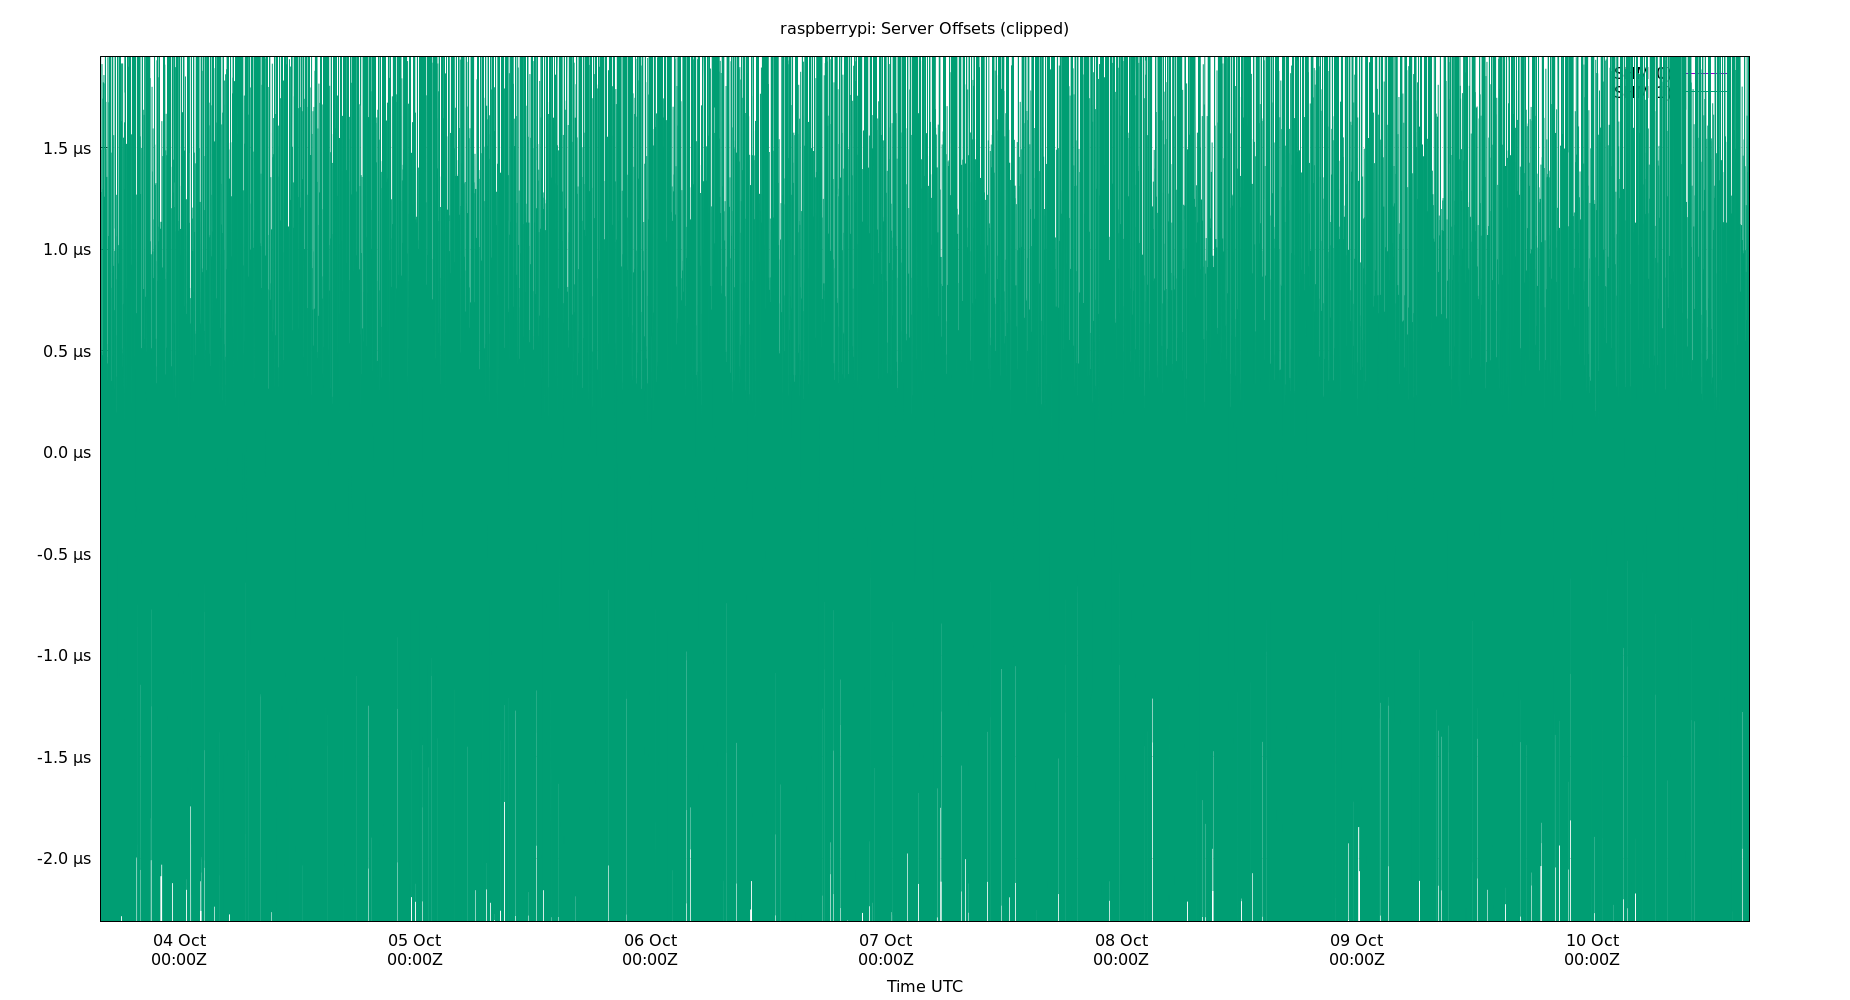 raspberrypi: Server Offsets (clipped)
1.5 μs
1.0 μs
0.5 μs
0.0 μs
-0.5 μs
-1.0 μs
-1.5 μs
-2.0 μs
04 Oct 05 Oct 06 Oct 07 Oct 08 Oct 09 Oct 10 Oct
00:00Z 00:00Z 00:00Z 00:00Z 00:00Z 00:00Z 00:00Z
Time UTC